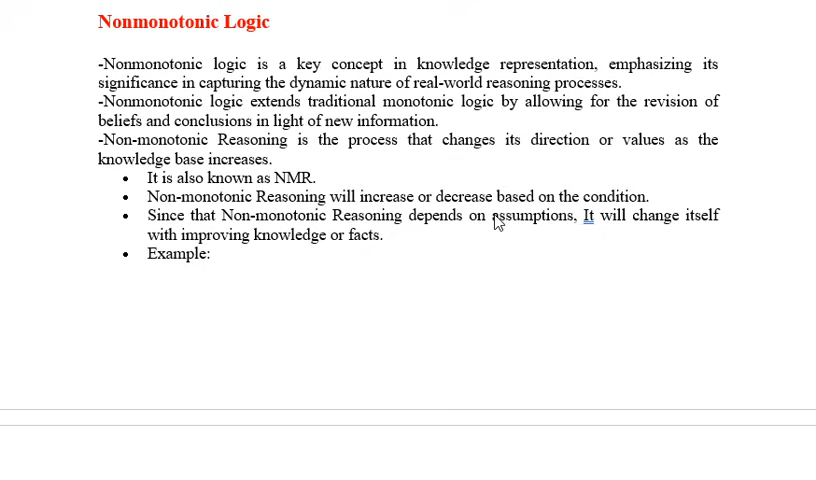 Nonmonotonic Logic
-Nonmonotonic logic is a key concept in knowledge representation, emphasizing its
significance in capturing the dynamic nature of real-world reasoning processes.
-Nonmonotonic logic extends traditional monotonic logic by allowing for the revision of
beliefs and conclusions in light of new information.
-Non-monotonic Reasoning is the process that changes its direction or values as the
knowledge base increases.
• It is also known as NMR.
• Non-monotonic Reasoning will increase or decrease based on the condition.
• Since that Non-monotonic Reasoning depends on assumptions, It will change itself
with improving knowledge or facts.
• Example: